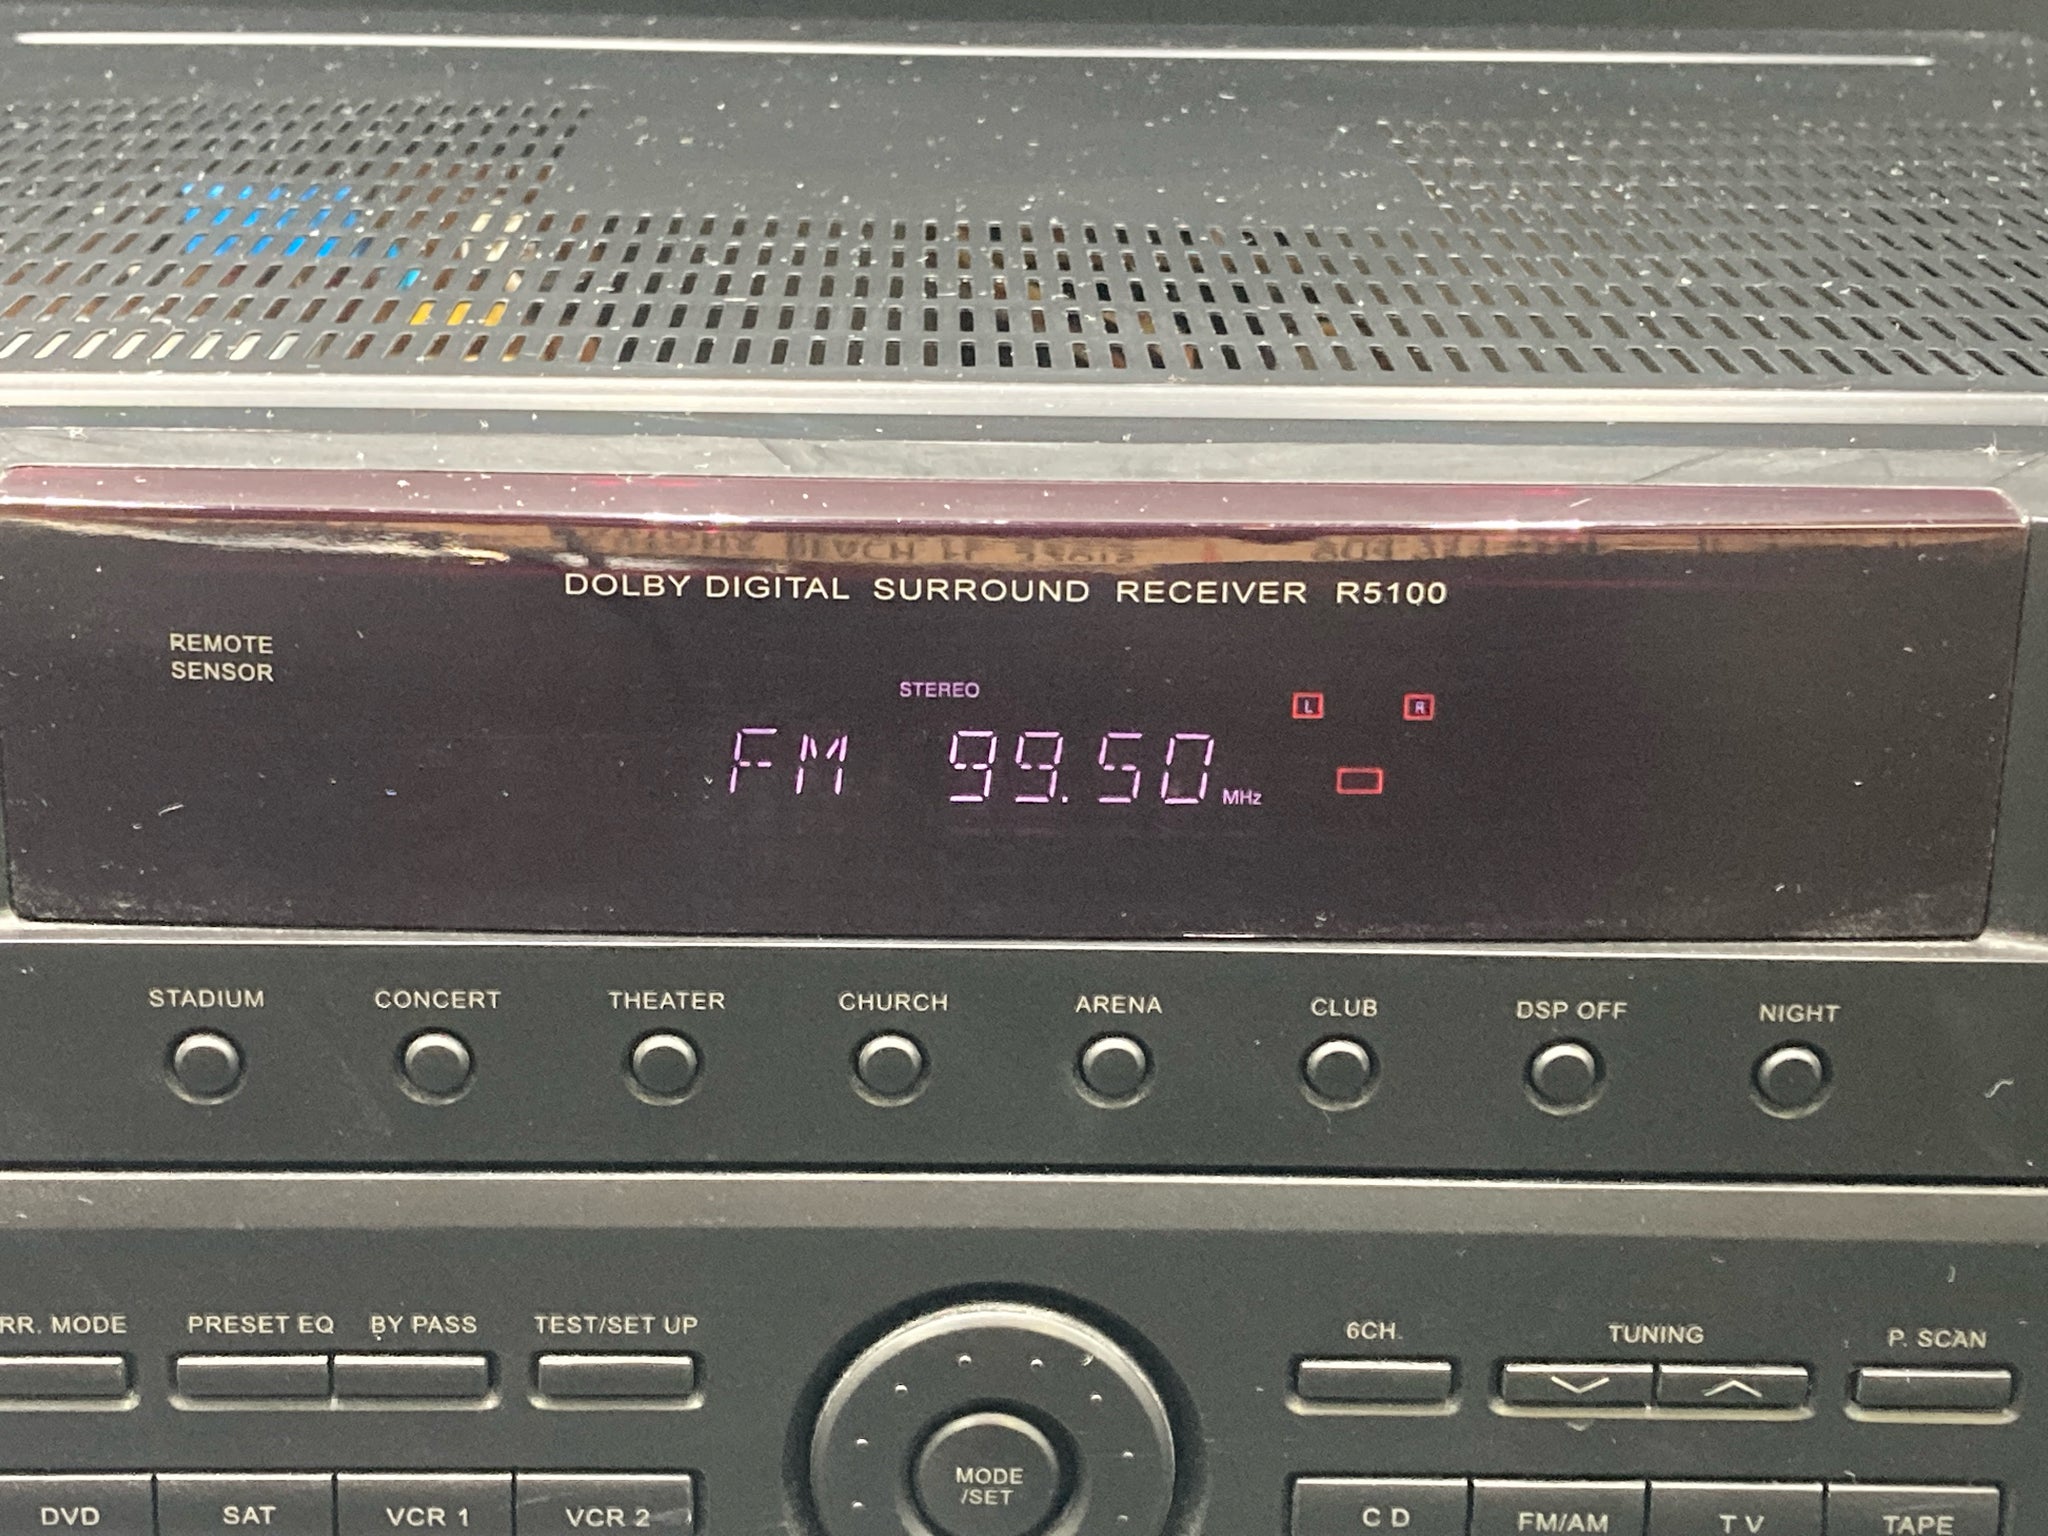 DOLBY DIGITAL SURROUND RECEIVER R5100
REMOTE
SENSOR
STEREO
L R
FM 99.50 MHz
STADIUM CONCERT THEATER CHURCH ARENA CLUB DSP OFF NIGHT
RR. MODE PRESET EQ BY PASS TEST/SET UP 6CH. TUNING P. SCAN
MODE
/SET
DVD SAT VCR 1 VCR 2 CD FM/AM TV TAPE